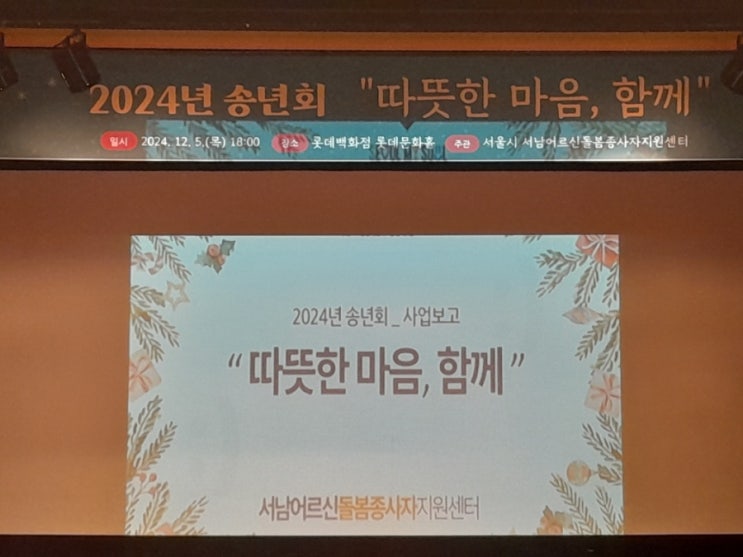 2024년 송년회 "따뜻한 마음, 함께"
일시 2024. 12. 5.(목) 18:00 장소 롯데백화점 롯데문화홀 주관 서울시 서남어르신돌봄종사자지원센터
2024년 송년회 _ 사업보고
“ 따뜻한 마음, 함께 ”
서남어르신돌봄종사자지원센터